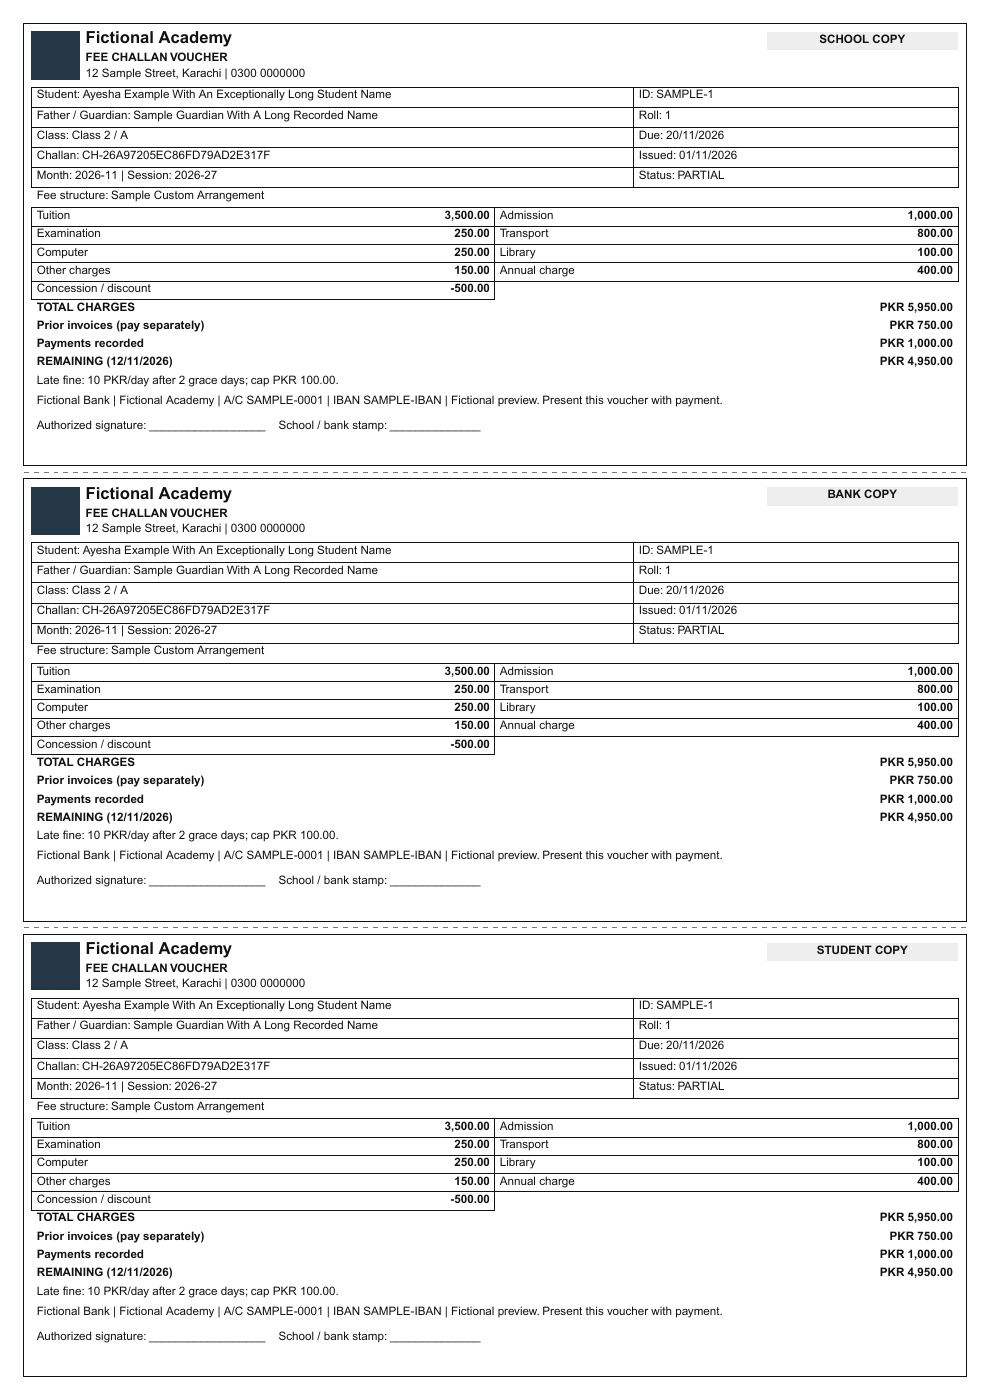 Fictional Academy
SCHOOL COPY
FEE CHALLAN VOUCHER
12 Sample Street, Karachi | 0300 0000000
Student: Ayesha Example With An Exceptionally Long Student Name ID: SAMPLE-1
Father / Guardian: Sample Guardian With A Long Recorded Name Roll: 1
Class: Class 2 / A Due: 20/11/2026
Challan: CH-26A97205EC86FD79AD2E317F Issued: 01/11/2026
Month: 2026-11 | Session: 2026-27 Status: PARTIAL
Fee structure: Sample Custom Arrangement
Tuition 3,500.00 Admission 1,000.00
Examination 250.00 Transport 800.00
Computer 250.00 Library 100.00
Other charges 150.00 Annual charge 400.00
Concession / discount -500.00
TOTAL CHARGES PKR 5,950.00
Prior invoices (pay separately) PKR 750.00
Payments recorded PKR 1,000.00
REMAINING (12/11/2026) PKR 4,950.00
Late fine: 10 PKR/day after 2 grace days; cap PKR 100.00.
Fictional Bank | Fictional Academy | A/C SAMPLE-0001 | IBAN SAMPLE-IBAN | Fictional preview. Present this voucher with payment.
Authorized signature: __________________ School / bank stamp: ______________
Fictional Academy
BANK COPY
FEE CHALLAN VOUCHER
12 Sample Street, Karachi | 0300 0000000
Student: Ayesha Example With An Exceptionally Long Student Name ID: SAMPLE-1
Father / Guardian: Sample Guardian With A Long Recorded Name Roll: 1
Class: Class 2 / A Due: 20/11/2026
Challan: CH-26A97205EC86FD79AD2E317F Issued: 01/11/2026
Month: 2026-11 | Session: 2026-27 Status: PARTIAL
Fee structure: Sample Custom Arrangement
Tuition 3,500.00 Admission 1,000.00
Examination 250.00 Transport 800.00
Computer 250.00 Library 100.00
Other charges 150.00 Annual charge 400.00
Concession / discount -500.00
TOTAL CHARGES PKR 5,950.00
Prior invoices (pay separately) PKR 750.00
Payments recorded PKR 1,000.00
REMAINING (12/11/2026) PKR 4,950.00
Late fine: 10 PKR/day after 2 grace days; cap PKR 100.00.
Fictional Bank | Fictional Academy | A/C SAMPLE-0001 | IBAN SAMPLE-IBAN | Fictional preview. Present this voucher with payment.
Authorized signature: __________________ School / bank stamp: ______________
Fictional Academy
STUDENT COPY
FEE CHALLAN VOUCHER
12 Sample Street, Karachi | 0300 0000000
Student: Ayesha Example With An Exceptionally Long Student Name ID: SAMPLE-1
Father / Guardian: Sample Guardian With A Long Recorded Name Roll: 1
Class: Class 2 / A Due: 20/11/2026
Challan: CH-26A97205EC86FD79AD2E317F Issued: 01/11/2026
Month: 2026-11 | Session: 2026-27 Status: PARTIAL
Fee structure: Sample Custom Arrangement
Tuition 3,500.00 Admission 1,000.00
Examination 250.00 Transport 800.00
Computer 250.00 Library 100.00
Other charges 150.00 Annual charge 400.00
Concession / discount -500.00
TOTAL CHARGES PKR 5,950.00
Prior invoices (pay separately) PKR 750.00
Payments recorded PKR 1,000.00
REMAINING (12/11/2026) PKR 4,950.00
Late fine: 10 PKR/day after 2 grace days; cap PKR 100.00.
Fictional Bank | Fictional Academy | A/C SAMPLE-0001 | IBAN SAMPLE-IBAN | Fictional preview. Present this voucher with payment.
Authorized signature: __________________ School / bank stamp: ______________